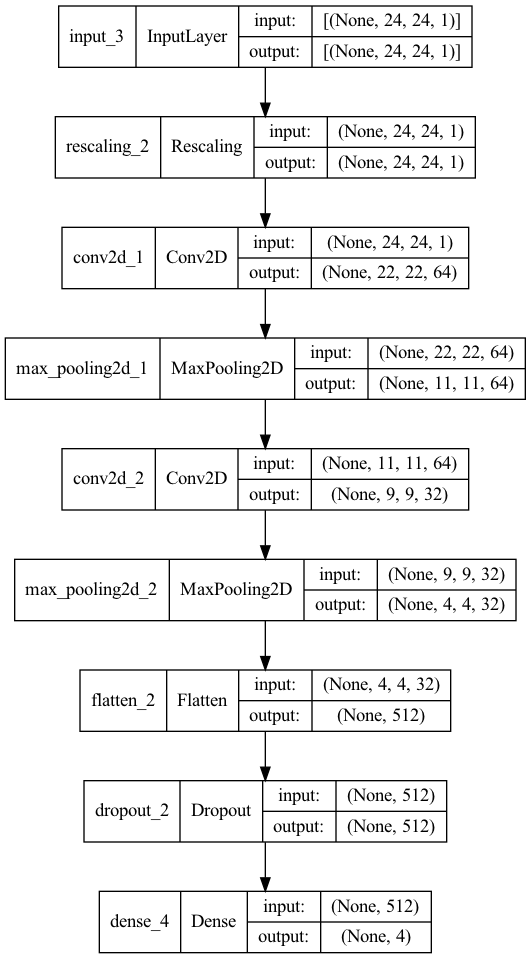 input_3 InputLayer input: [(None, 24, 24, 1)]
output: [(None, 24, 24, 1)]
rescaling_2 Rescaling input: (None, 24, 24, 1)
output: (None, 24, 24, 1)
conv2d_1 Conv2D input: (None, 24, 24, 1)
output: (None, 22, 22, 64)
max_pooling2d_1 MaxPooling2D input: (None, 22, 22, 64)
output: (None, 11, 11, 64)
conv2d_2 Conv2D input: (None, 11, 11, 64)
output: (None, 9, 9, 32)
max_pooling2d_2 MaxPooling2D input: (None, 9, 9, 32)
output: (None, 4, 4, 32)
flatten_2 Flatten input: (None, 4, 4, 32)
output: (None, 512)
dropout_2 Dropout input: (None, 512)
output: (None, 512)
dense_4 Dense input: (None, 512)
output: (None, 4)